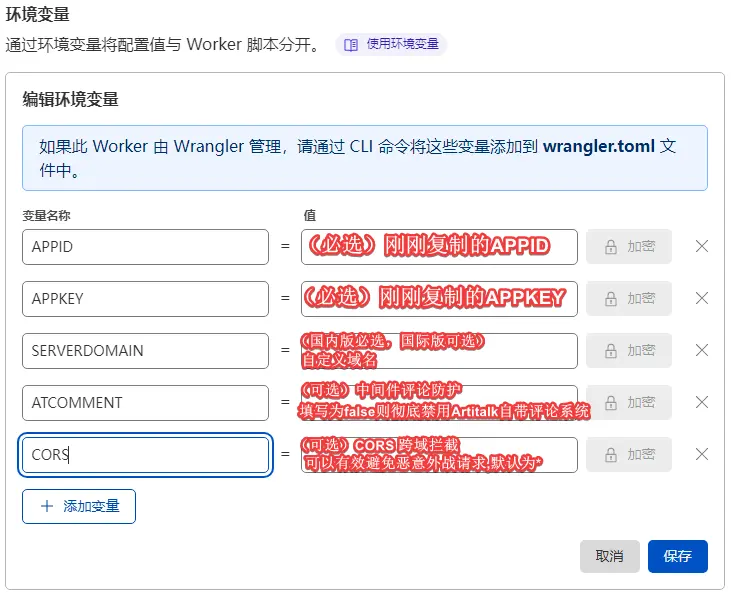 环境变量
通过环境变量将配置值与 Worker 脚本分开。 使用环境变量
编辑环境变量
如果此 Worker 由 Wrangler 管理，请通过 CLI 命令将这些变量添加到 wrangler.toml 文
件中。
变量名称 值
APPID = （必选）刚刚复制的APPID 加密
APPKEY = （必选）刚刚复制的APPKEY 加密
SERVERDOMAIN = （国内版必选，国际版可选）
自定义域名 加密
ATCOMMENT = （可选）中间件评论防护
填写为false则彻底禁用Artitalk自带评论系统 加密
CORS = （可选）CORS 跨域拦截
可以有效避免恶意外战请求,默认为* 加密
添加变量
取消 保存